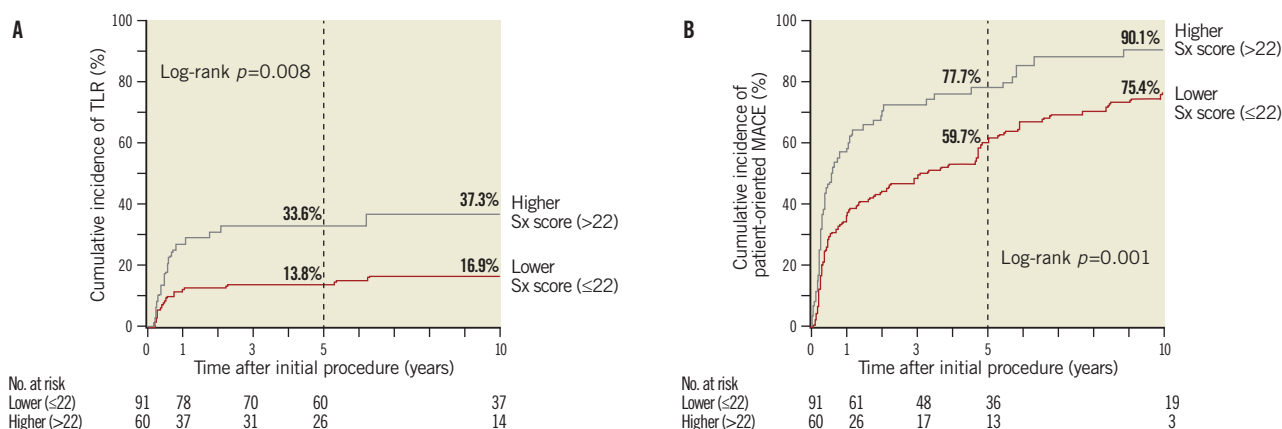 A
Cumulative incidence of TLR (%)
100
80
60
40
20
0
Log-rank p=0.008
33.6%
37.3%
Higher
Sx score (>22)
13.8%
16.9%
Lower
Sx score (≤22)
0 1 3 5 10
Time after initial procedure (years)
No. at risk
Lower (≤22) 91 78 70 60 37
Higher (>22) 60 37 31 26 14
B
Cumulative incidence of
patient-oriented MACE (%)
100
80
60
40
20
0
90.1%
Higher
Sx score (>22)
77.7%
75.4%
Lower
Sx score (≤22)
59.7%
Log-rank p=0.001
0 1 3 5 10
Time after initial procedure (years)
No. at risk
Lower (≤22) 91 61 48 36 19
Higher (>22) 60 26 17 13 3